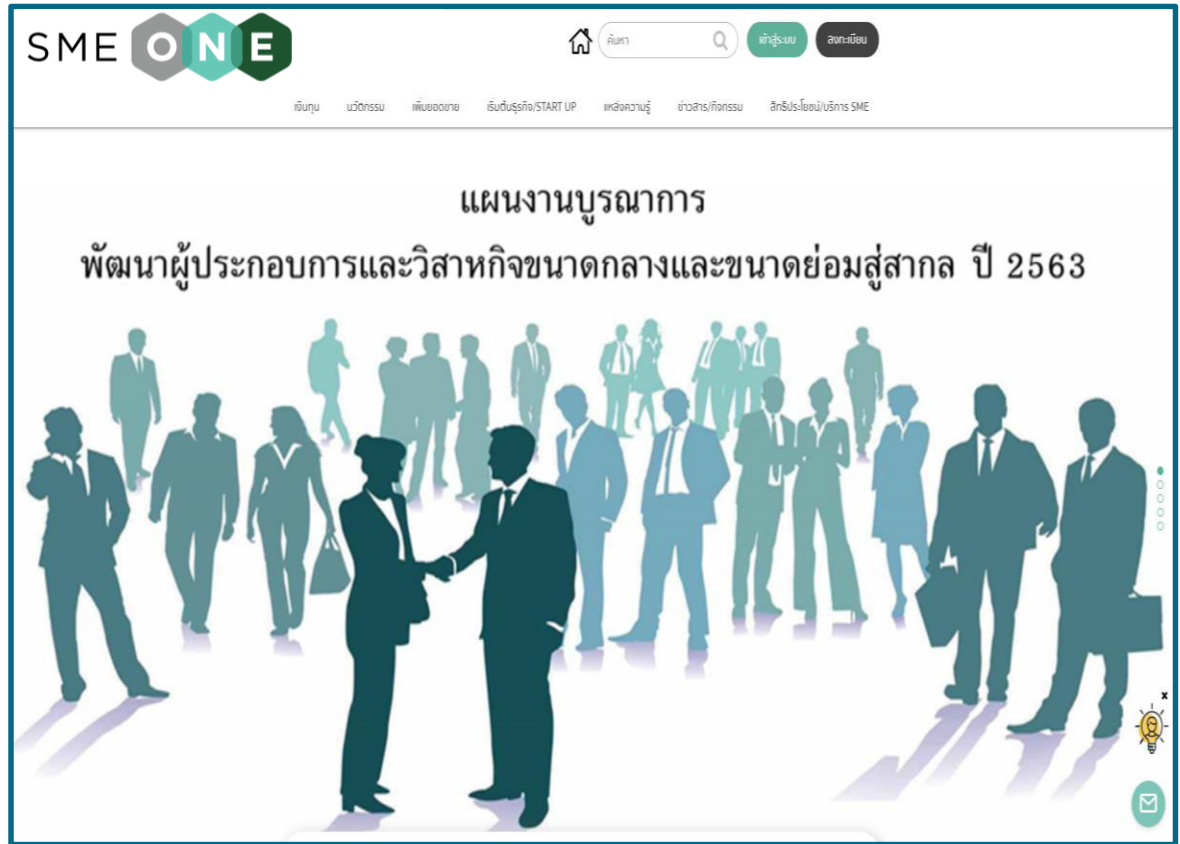 SME ONE
ค้นหา
เข้าสู่ระบบ
ลงทะเบียน
เงินทุน นวัตกรรม เพิ่มยอดขาย เริ่มต้นธุรกิจ/START UP แหล่งความรู้ ข่าวสาร/กิจกรรม สิทธิประโยชน์/บริการ SME
แผนงานบูรณาการ
พัฒนาผู้ประกอบการและวิสาหกิจขนาดกลางและขนาดย่อมสู่สากล ปี 2563
x